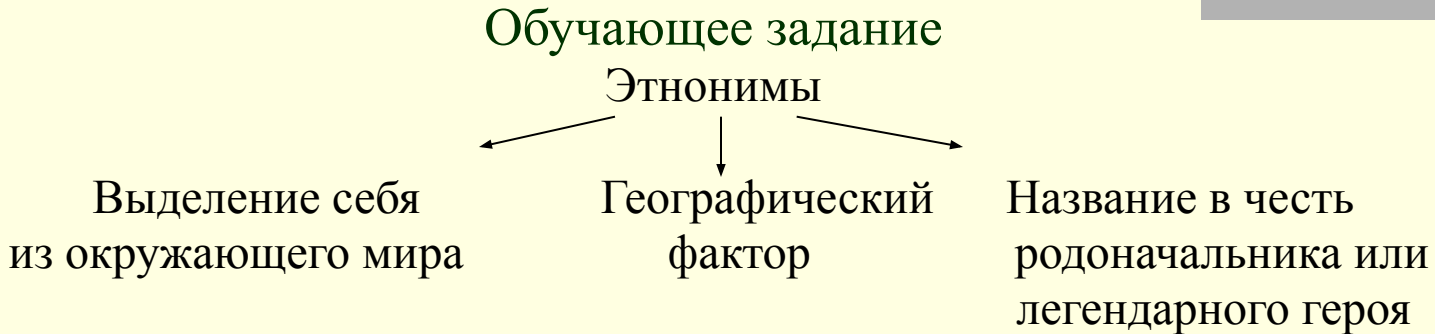 Обучающее задание
Этнонимы
Выделение себя
из окружающего мира
Географический
фактор
Название в честь
родоначальника или
легендарного героя